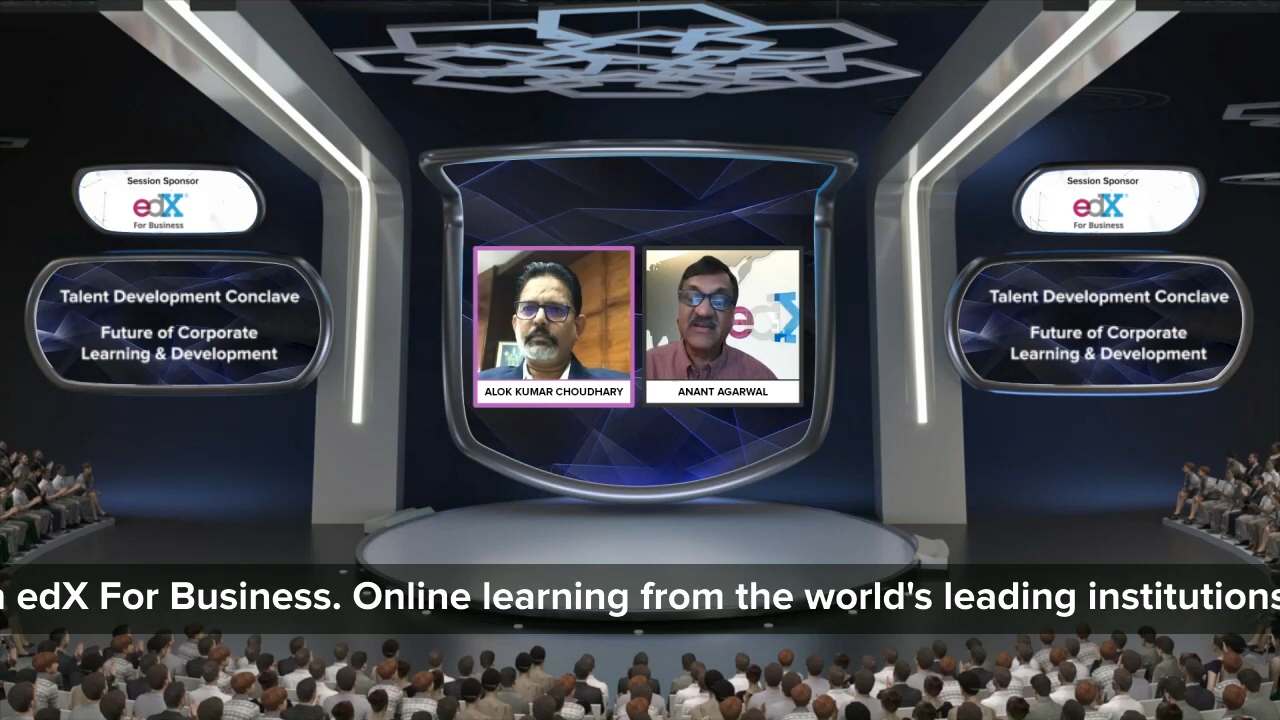 Session Sponsor
edX
For Business
Talent Development Conclave
Future of Corporate
Learning & Development
ALOK KUMAR CHOUDHARY
ANANT AGARWAL
edX
Session Sponsor
edX
For Business
Talent Development Conclave
Future of Corporate
Learning & Development
edX For Business. Online learning from the world's leading institutions